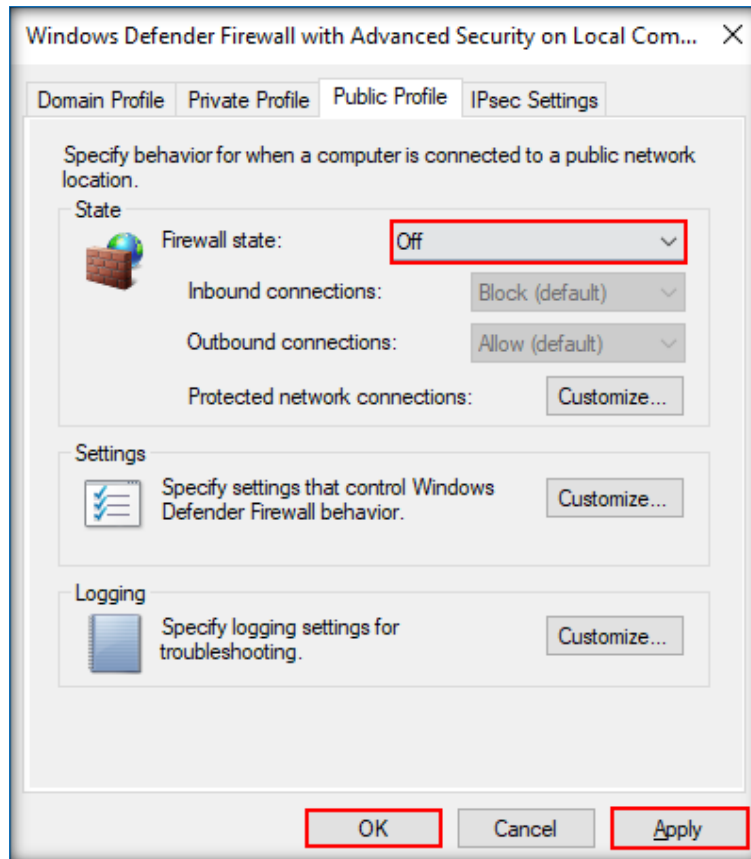 Windows Defender Firewall with Advanced Security on Local Com...
Domain Profile Private Profile Public Profile IPsec Settings
Specify behavior for when a computer is connected to a public network
location.
State
Firewall state: Off
Inbound connections: Block (default)
Outbound connections: Allow (default)
Protected network connections: Customize...
Settings
Specify settings that control Windows
Defender Firewall behavior.
Customize...
Logging
Specify logging settings for
troubleshooting.
Customize...
OK Cancel Apply